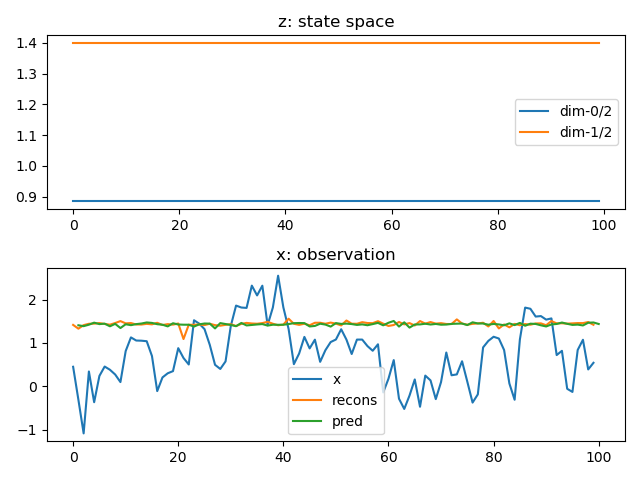 z: state space
1.4
1.3
1.2
1.1
1.0
0.9
dim-0/2
dim-1/2
0 20 40 60 80 100
x: observation
2
1
0
−1
x
recons
pred
0 20 40 60 80 100